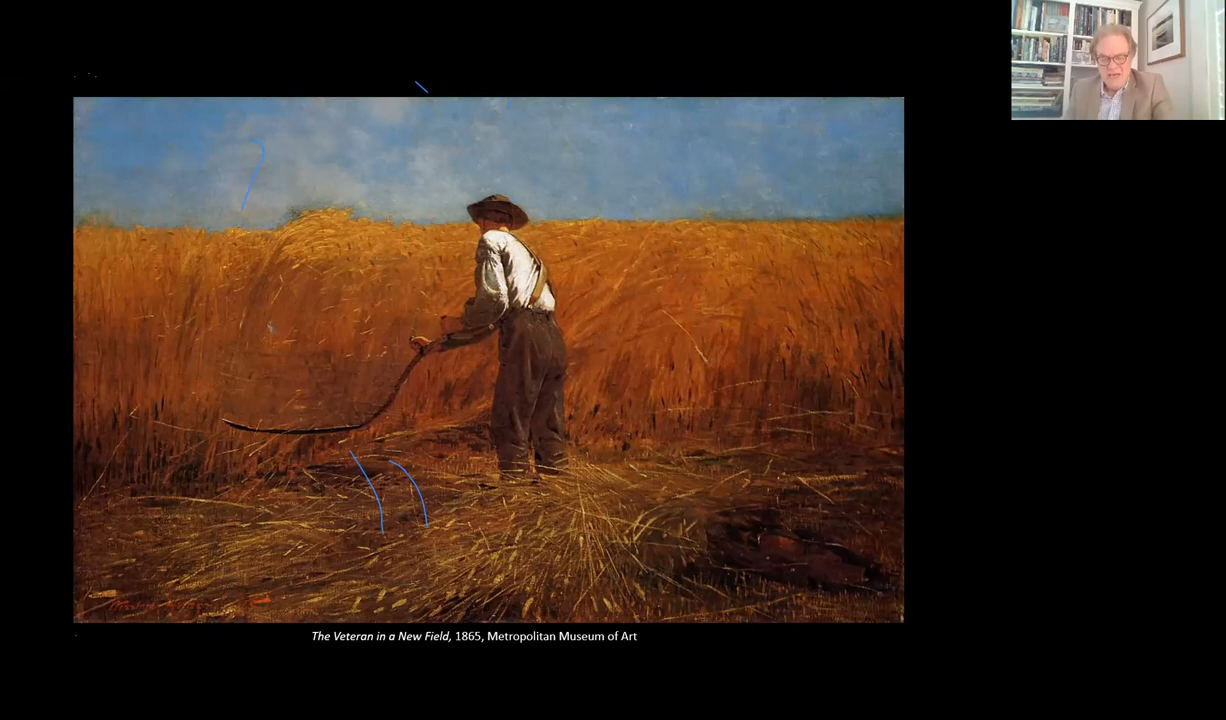 The Veteran in a New Field, 1865, Metropolitan Museum of Art